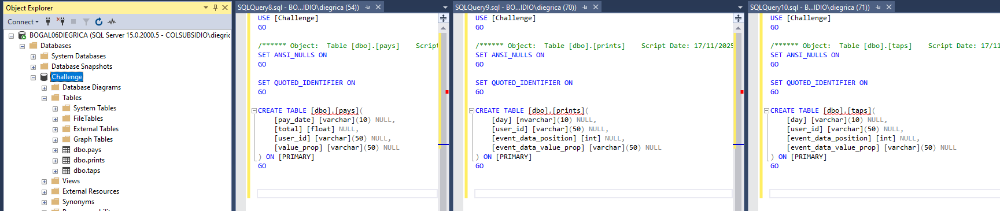 Object Explorer
Connect
BOGAL06DIEGRICA (SQL Server 15.0.2000.5 - COLSUBSIDIO\diegric
Databases
System Databases
Database Snapshots
Challenge
Database Diagrams
Tables
System Tables
FileTables
External Tables
Graph Tables
dbo.pays
dbo.prints
dbo.taps
Views
External Resources
Synonyms
SQLQuery8.sql - BO...IDIO\diegrica (54))
USE [Challenge]
GO
/****** Object:  Table [dbo].[pays]    Script
SET ANSI_NULLS ON
GO
SET QUOTED_IDENTIFIER ON
GO
CREATE TABLE [dbo].[pays](
[pay_date] [varchar](10) NULL,
[total] [float] NULL,
[user_id] [varchar](50) NULL,
[value_prop] [varchar](50) NULL
) ON [PRIMARY]
GO
SQLQuery9.sql - BO...IDIO\diegrica (70))
USE [Challenge]
GO
/****** Object:  Table [dbo].[prints]    Script Date: 17/11/2025
SET ANSI_NULLS ON
GO
SET QUOTED_IDENTIFIER ON
GO
CREATE TABLE [dbo].[prints](
[day] [nvarchar](10) NULL,
[user_id] [varchar](50) NULL,
[event_data_position] [int] NULL,
[event_data_value_prop] [varchar](50) NULL
) ON [PRIMARY]
GO
SQLQuery10.sql - BO...IDIO\diegrica (71))
USE [Challenge]
GO
/****** Object:  Table [dbo].[taps]    Script Date: 17/11
SET ANSI_NULLS ON
GO
SET QUOTED_IDENTIFIER ON
GO
CREATE TABLE [dbo].[taps](
[day] [varchar](10) NULL,
[user_id] [varchar](50) NULL,
[event_data_position] [int] NULL,
[event_data_value_prop] [varchar](50) NULL
) ON [PRIMARY]
GO